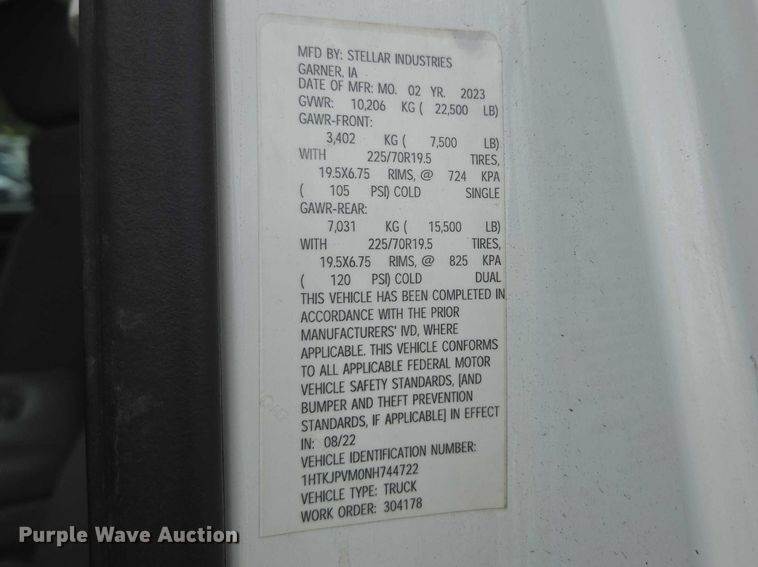 MFD BY: STELLAR INDUSTRIES
GARNER, IA
DATE OF MFR: MO. 02 YR. 2023
GVWR: 10,206 KG ( 22,500 LB)
GAWR-FRONT:
3,402 KG ( 7,500 LB)
WITH 225/70R19.5 TIRES,
19.5X6.75 RIMS, @ 724 KPA
( 105 PSI) COLD SINGLE
GAWR-REAR:
7,031 KG ( 15,500 LB)
WITH 225/70R19.5 TIRES,
19.5X6.75 RIMS, @ 825 KPA
( 120 PSI) COLD DUAL
THIS VEHICLE HAS BEEN COMPLETED IN
ACCORDANCE WITH THE PRIOR
MANUFACTURERS' IVD, WHERE
APPLICABLE. THIS VEHICLE CONFORMS
TO ALL APPLICABLE FEDERAL MOTOR
VEHICLE SAFETY STANDARDS, [AND
BUMPER AND THEFT PREVENTION
STANDARDS, IF APPLICABLE] IN EFFECT
IN: 08/22
VEHICLE IDENTIFICATION NUMBER:
1HTKJPVM0NH744722
VEHICLE TYPE: TRUCK
WORK ORDER: 304178
Purple Wave Auction